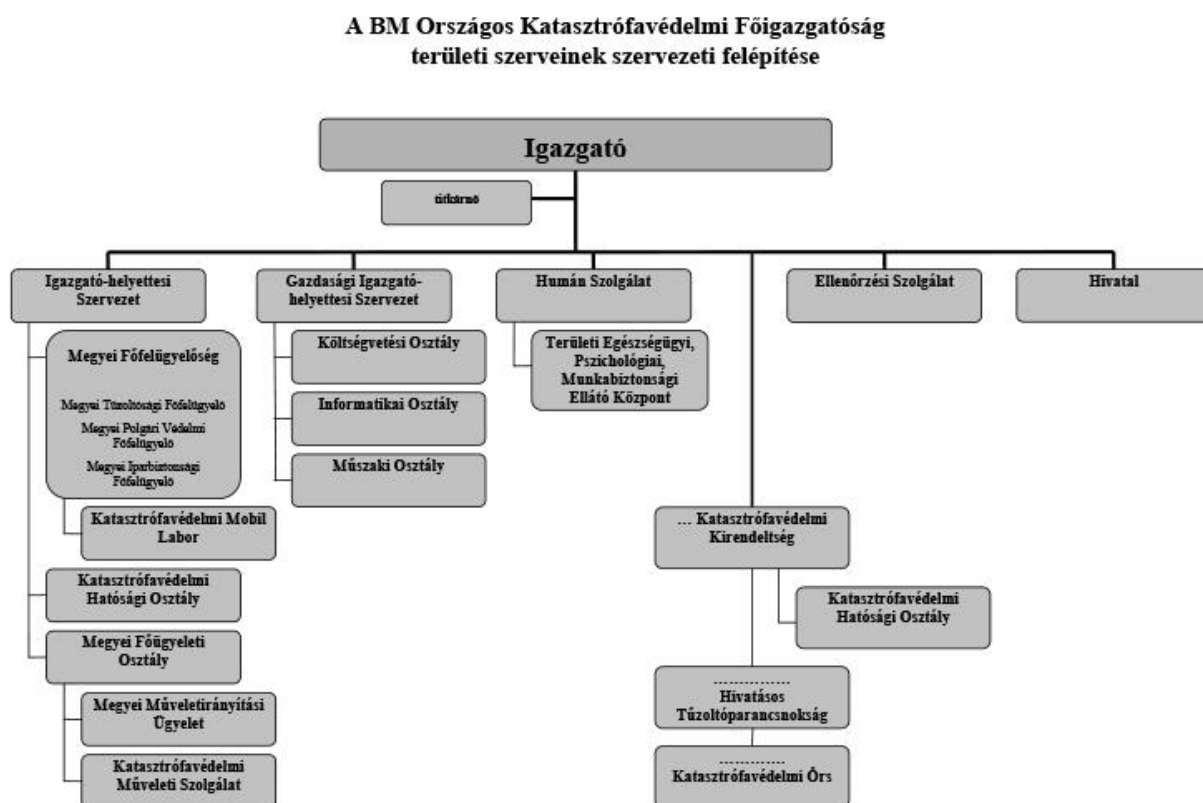 A BM Országos Katasztrófavédelmi Főigazgatóság
területi szerveinek szervezeti felépítése
Igazgató
titkárnő
Igazgató-helyettesi
Szervezet
Gazdasági Igazgató-
helyettesi Szervezet
Humán Szolgálat
Ellenőrzési Szolgálat
Hivatal
Megyei Főfelügyelőség
Megyei Tűzoltósági Főfelügyelő
Megyei Polgári Védelmi
Főfelügyelő
Megyei Iparbiztonsági
Főfelügyelő
Katasztrófavédelmi Mobil
Labor
Katasztrófavédelmi
Hatósági Osztály
Megyei Főügyeleti
Osztály
Megyei Műveletirányítási
Ügyelet
Katasztrófavédelmi
Műveleti Szolgálat
Költségvetési Osztály
Informatikai Osztály
Műszaki Osztály
Területi Egészségügyi,
Pszichológiai,
Munkabiztonsági
Ellátó Központ
... Katasztrófavédelmi
Kirendeltség
Katasztrófavédelmi
Hatósági Osztály
...............
Hivatásos
Tűzoltóparancsnokság
.............
Katasztrófavédelmi Őrs